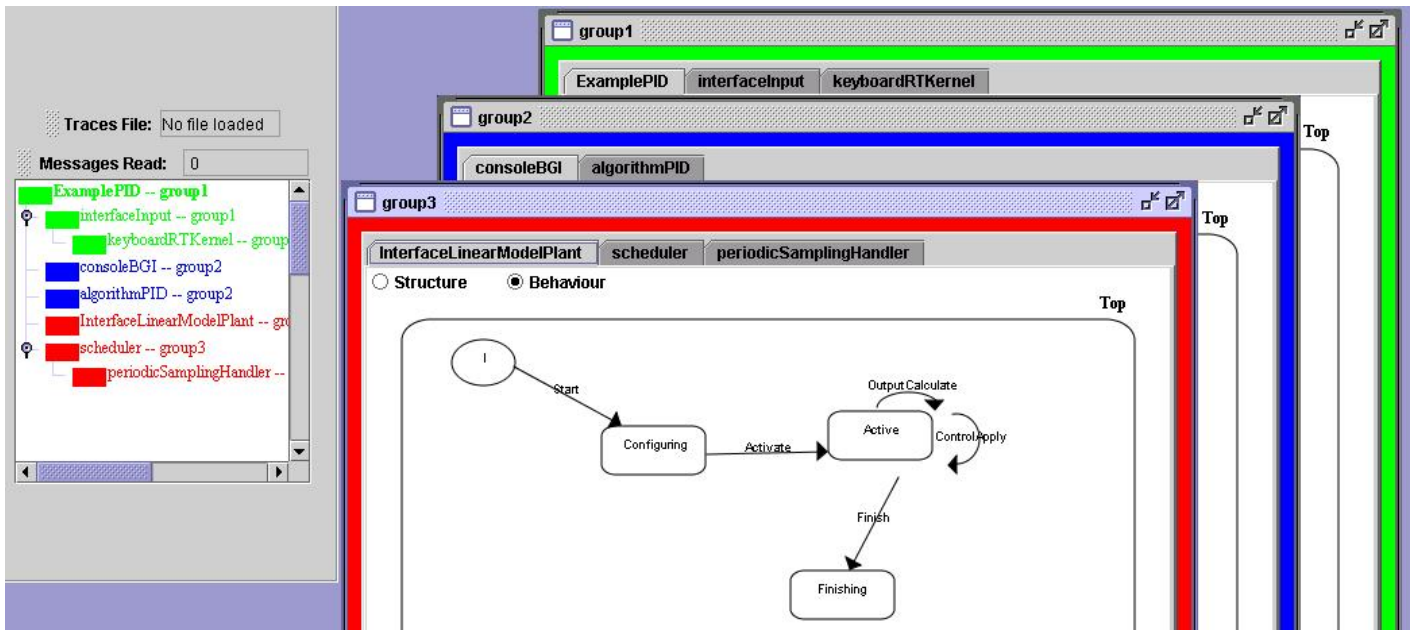 Traces File: No file loaded
Messages Read: 0
ExamplePID -- group1
interfaceInput -- group1
keyboardRTKernel -- group
consoleBGI -- group2
algorithmPID -- group2
InterfaceLinearModelPlant -- gro
scheduler -- group3
periodicSamplingHandler --
group1
ExamplePID interfaceInput keyboardRTKernel
Top
group2
consoleBGI algorithmPID
Top
group3
InterfaceLinearModelPlant scheduler periodicSamplingHandler
Structure Behaviour
Top
I
Start
Configuring
Activate
OutputCalculate
Active
ControlApply
Finish
Finishing